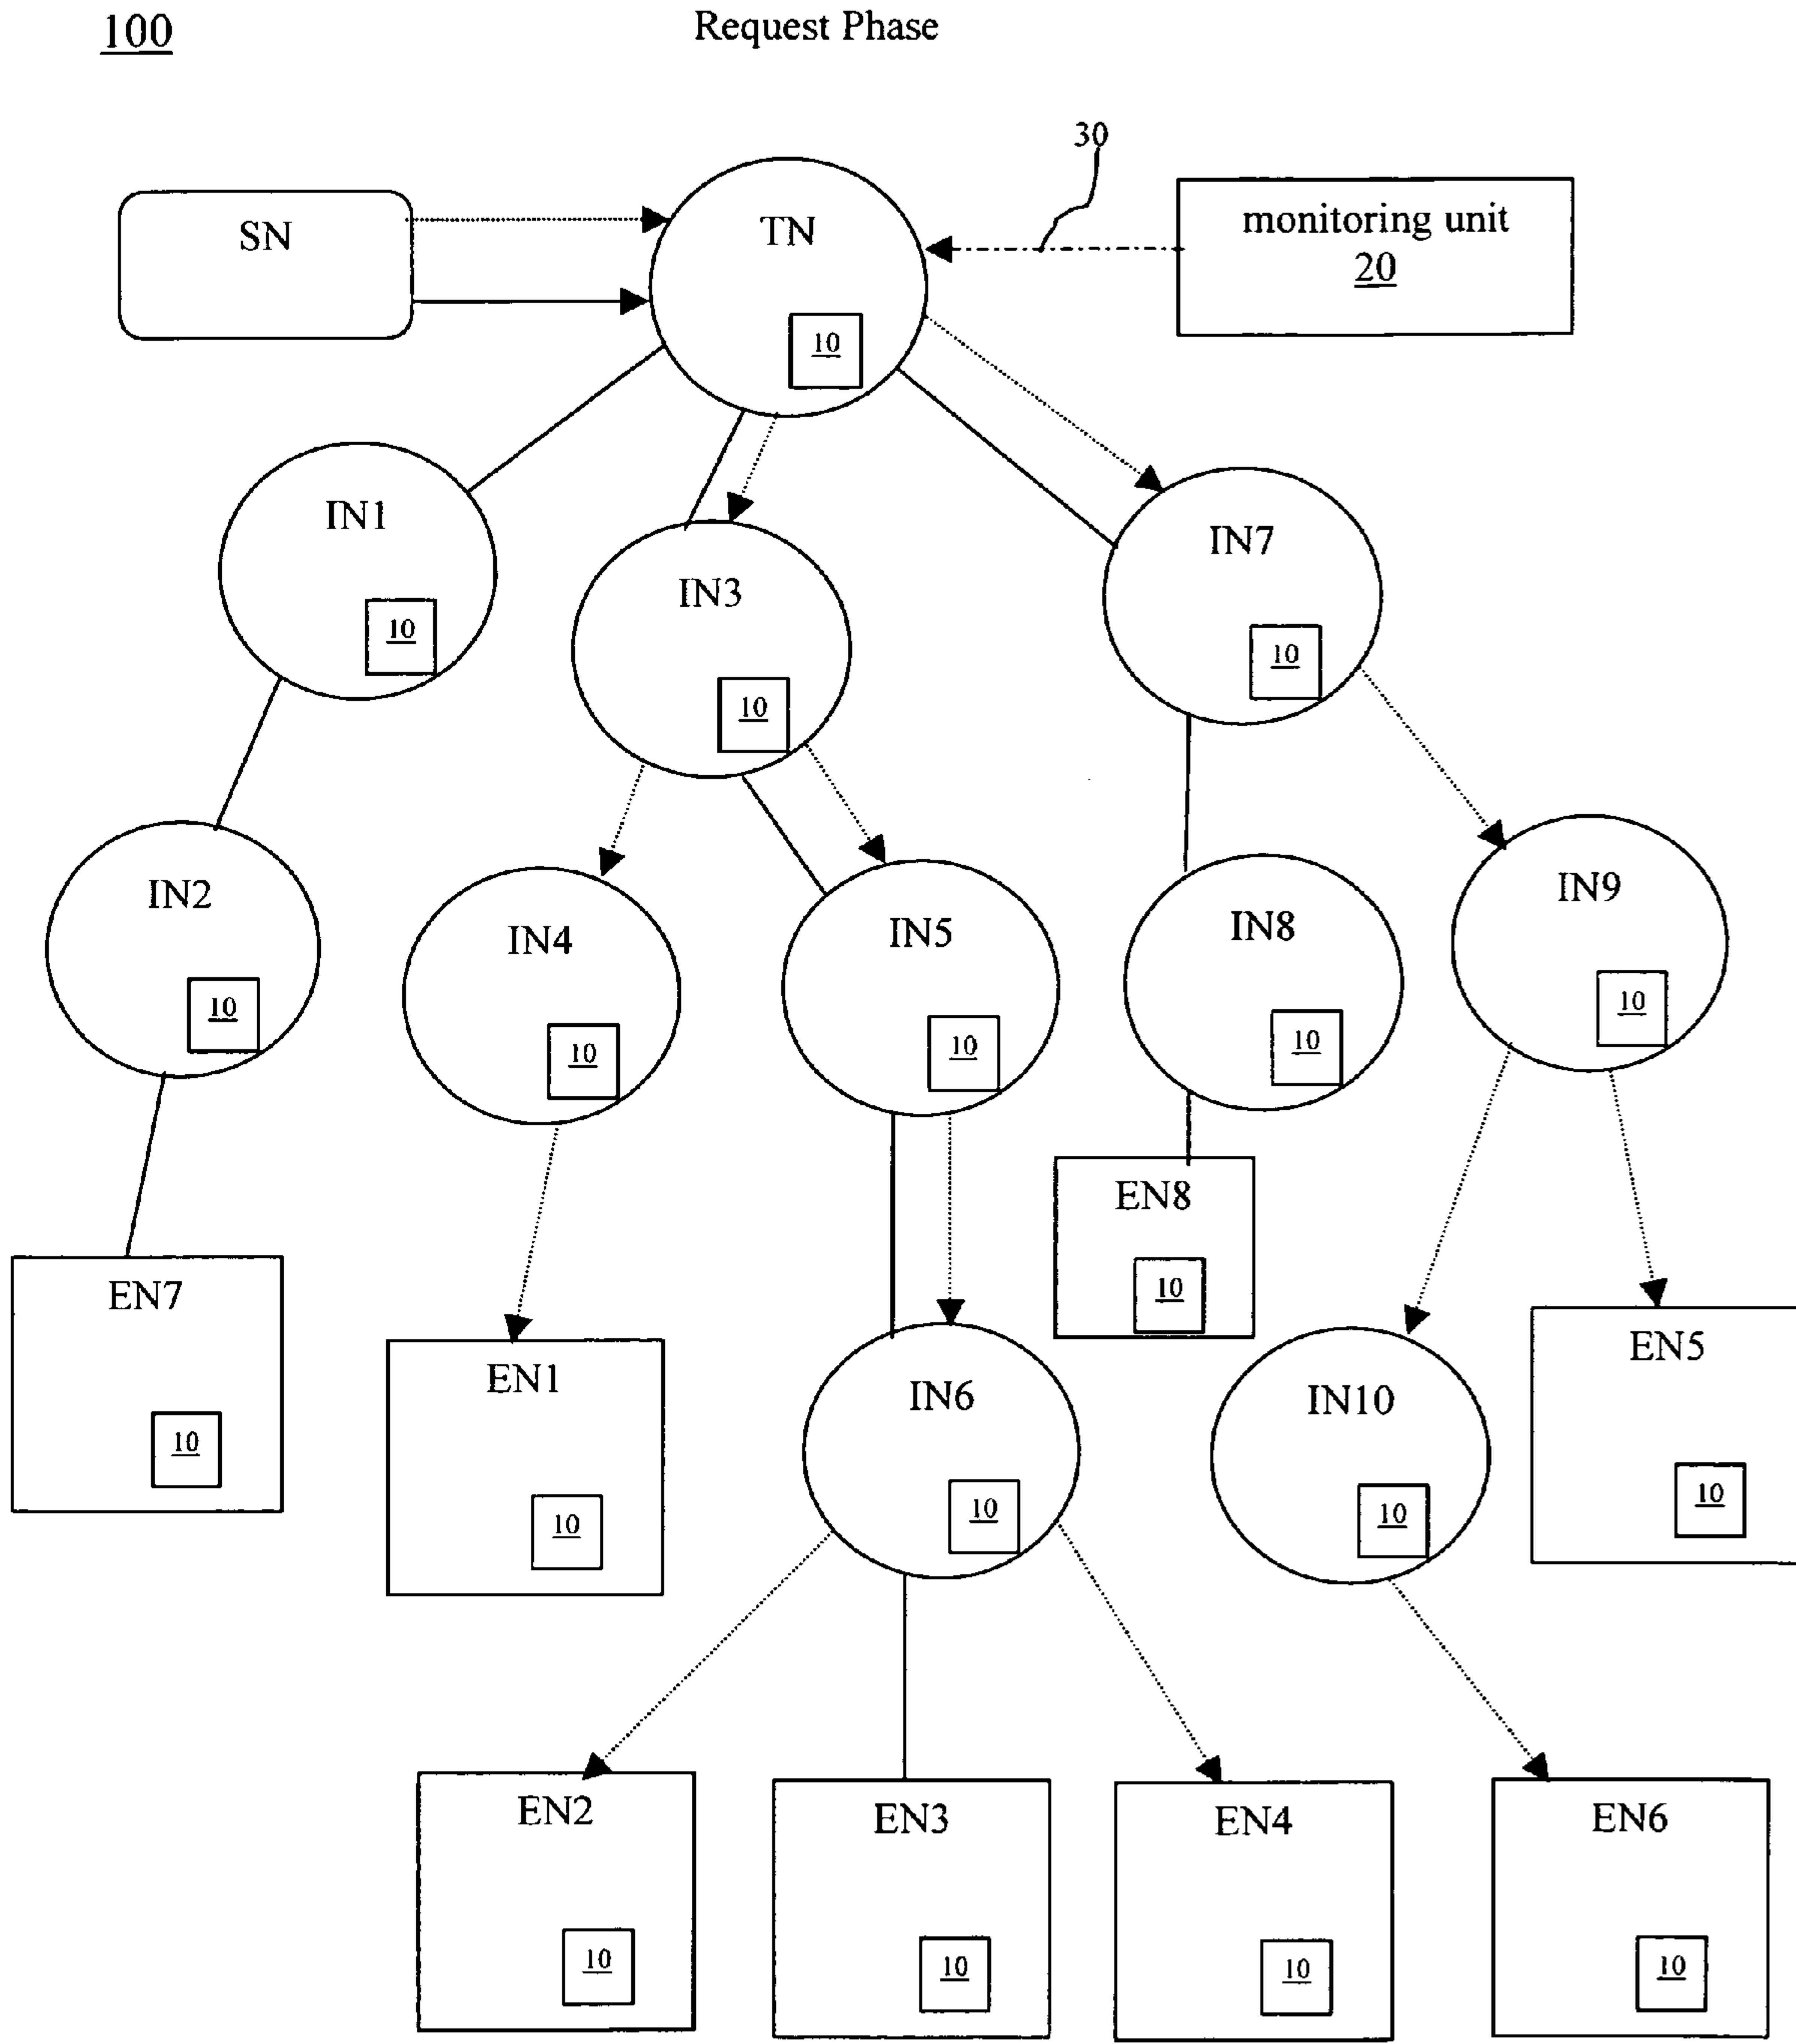 100
Request Phase
30
SN
TN
monitoring unit
20
10
IN1
10
IN3
10
IN7
10
IN2
10
IN4
10
IN5
10
IN8
10
IN9
10
EN7
10
EN1
10
IN6
10
EN8
10
IN10
10
EN5
10
EN2
10
EN3
10
EN4
10
EN6
10